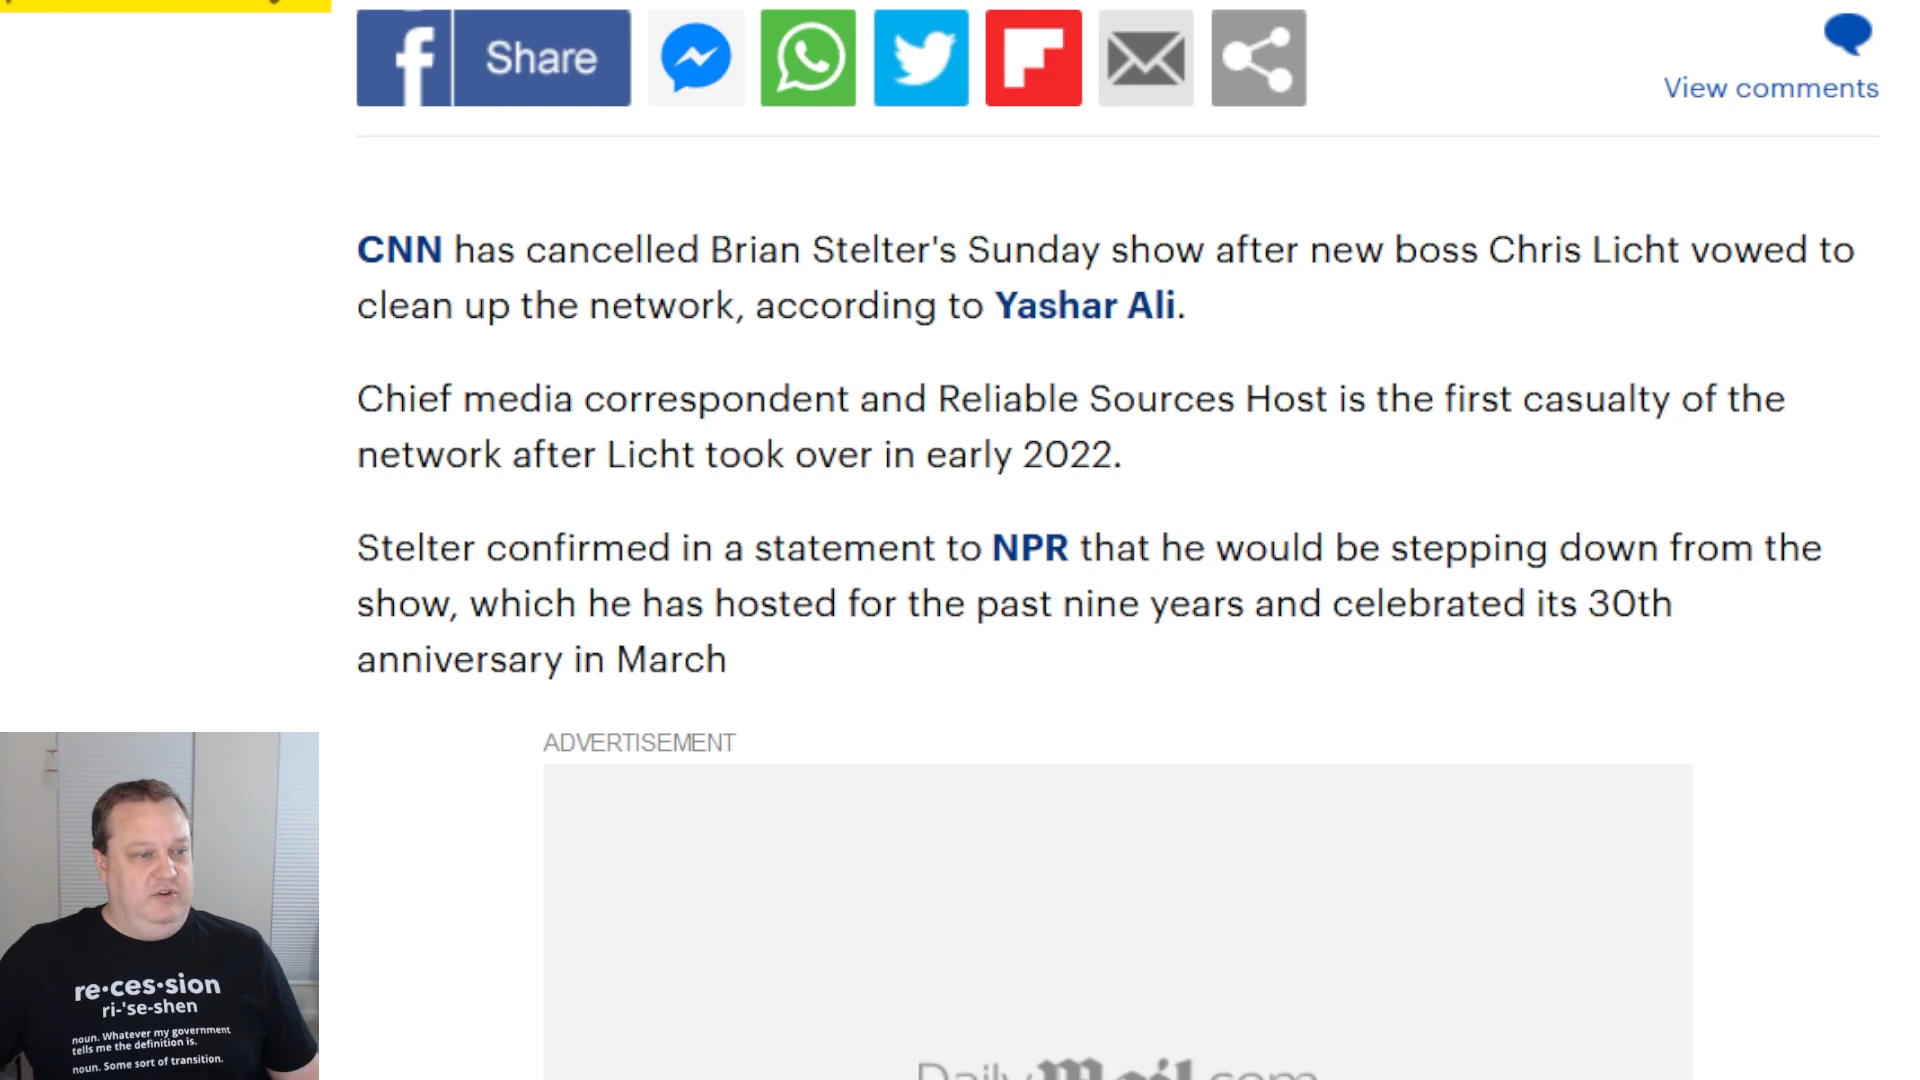 Share
View comments
CNN has cancelled Brian Stelter's Sunday show after new boss Chris Licht vowed to
clean up the network, according to Yashar Ali.
Chief media correspondent and Reliable Sources Host is the first casualty of the
network after Licht took over in early 2022.
Stelter confirmed in a statement to NPR that he would be stepping down from the
show, which he has hosted for the past nine years and celebrated its 30th
anniversary in March
ADVERTISEMENT
DailyMail.com
re·ces·sion
ri-'se-shen
noun. Whatever my government
tells me the definition is.
noun. Some sort of transition.